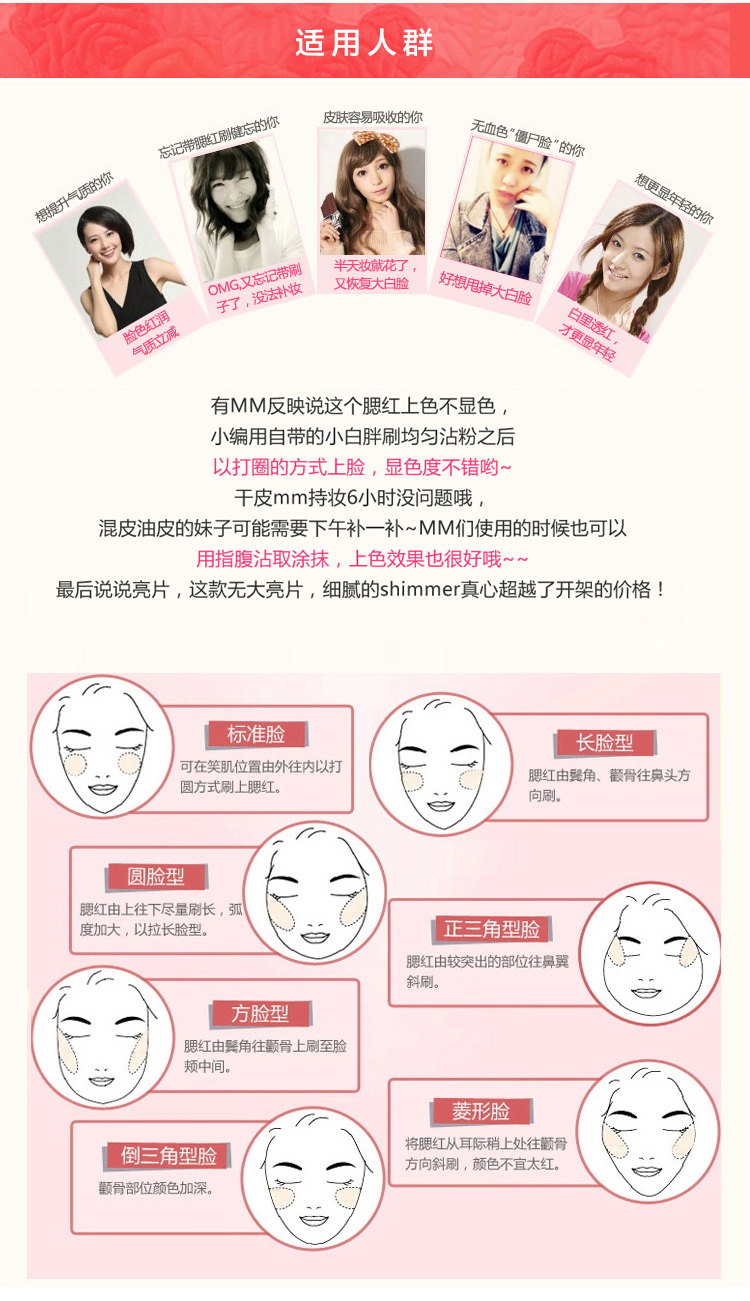 适用人群
想提升气质的你
忘记带腮红刷健忘的你
皮肤容易吸收的你
无血色“僵尸脸”的你
想更显年轻的你
脸色红润
气质立减
OMG,又忘记带刷
子了，没法补妆
半天妆就花了，
又恢复大白脸
好想甩掉大白脸
白里透红，
才更显年轻
有MM反映说这个腮红上色不显色，
小编用自带的小白胖刷均匀沾粉之后
以打圈的方式上脸，显色度不错哟~
干皮mm持妆6小时没问题哦，
混皮油皮的妹子可能需要下午补一补~MM们使用的时候也可以
用指腹沾取涂抹，上色效果也很好哦~~
最后说说亮片，这款无大亮片，细腻的shimmer真心超越了开架的价格！
标准脸
可在笑肌位置由外往内以打
圆方式刷上腮红。
长脸型
腮红由鬓角、颧骨往鼻头方
向刷。
圆脸型
腮红由上往下尽量刷长，弧
度加大，以拉长脸型。
正三角型脸
腮红由较突出的部位往鼻翼
斜刷。
方脸型
腮红由鬓角往颧骨上刷至脸
颊中间。
菱形脸
将腮红从耳际稍上处往颧骨
方向斜刷，颜色不宜太红。
倒三角型脸
颧骨部位颜色加深。